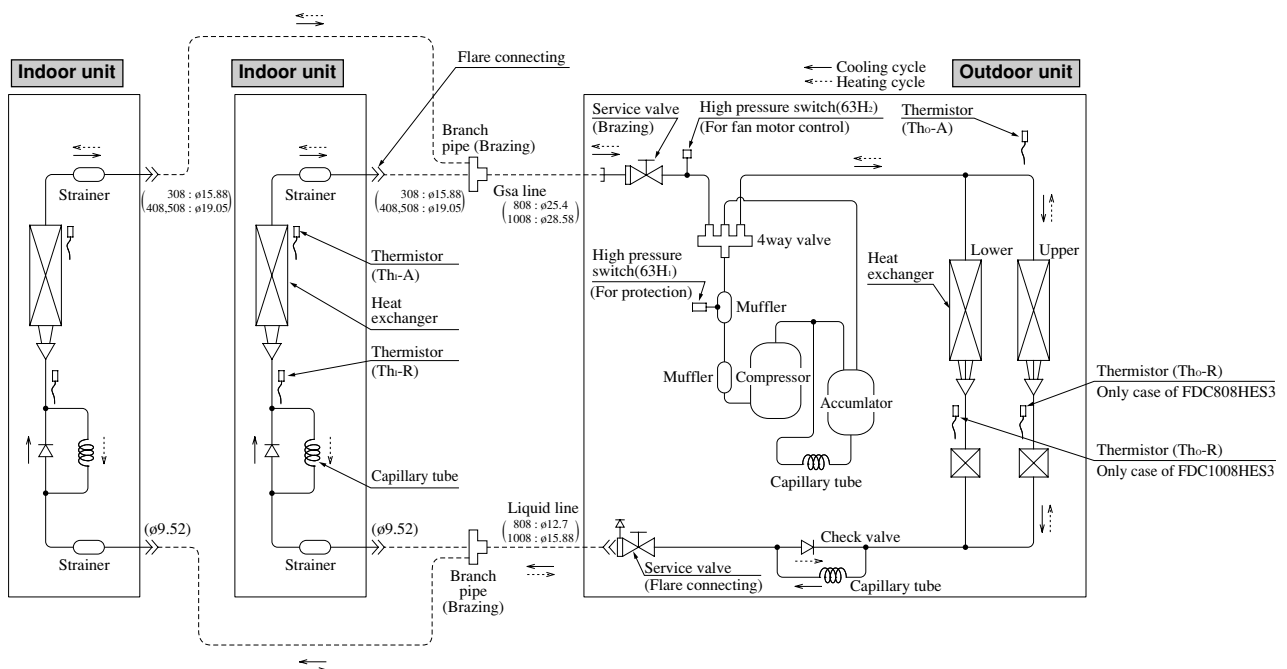 Flare connecting
Indoor unit
Indoor unit
Cooling cycle
Heating cycle
Outdoor unit
Service valve
(Brazing)
High pressure switch(63H₂)
(For fan motor control)
Thermistor
(Tho-A)
Branch
pipe (Brazing)
Strainer
308 : ø15.88
408,508 : ø19.05
Strainer
308 : ø15.88
408,508 : ø19.05
Gsa line
808 : ø25.4
1008 : ø28.58
4way valve
Thermistor
(ThI-A)
High pressure
switch(63H₁)
(For protection)
Heat
exchanger
Lower
Upper
Heat
exchanger
Muffler
Thermistor
(ThI-R)
Muffler
Compressor
Accumlator
Thermistor (Tho-R)
Only case of FDC808HES3
Thermistor (Tho-R)
Only case of FDC1008HES3
Capillary tube
Capillary tube
(ø9.52)
(ø9.52)
Liquid line
808 : ø12.7
1008 : ø15.88
Check valve
Strainer
Strainer
Branch
pipe
(Brazing)
Service valve
(Flare connecting)
Capillary tube